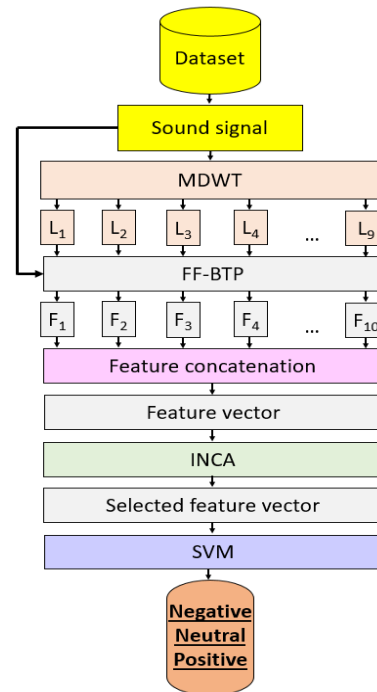 Dataset
Sound signal
MDWT
L₁ L₂ L₃ L₄ ... L₉
FF-BTP
F₁ F₂ F₃ F₄ ... F₁₀
Feature concatenation
Feature vector
INCA
Selected feature vector
SVM
Negative
Neutral
Positive